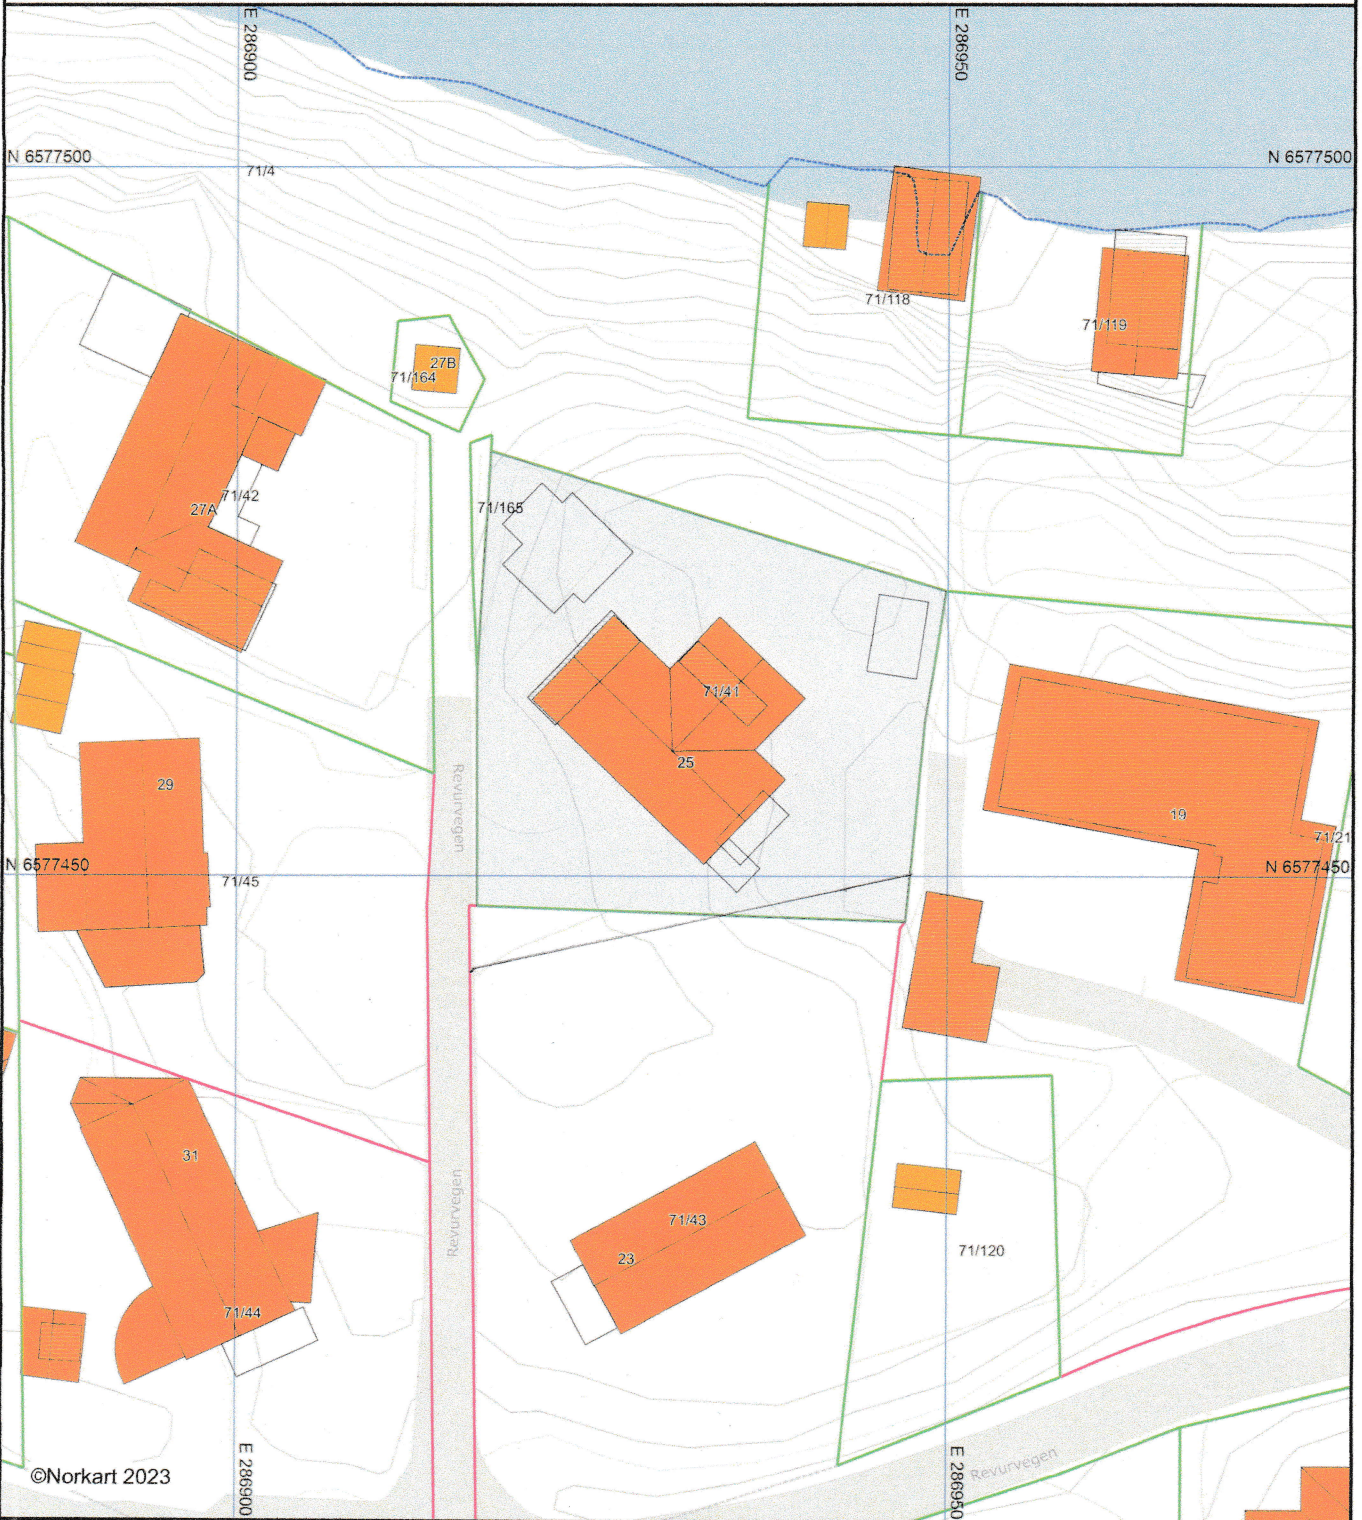 E 286900
E 286950
N 6577500
N 6577500
71/4
71/118
71/119
27B
71/164
71/42
27A
71/165
71/41
25
29
Revurvegen
19
71/21
N 6577450
N 6577450
71/45
31
Revurvegen
71/43
23
71/120
71/44
E 286900
E 286950
Revurvegen
©Norkart 2023